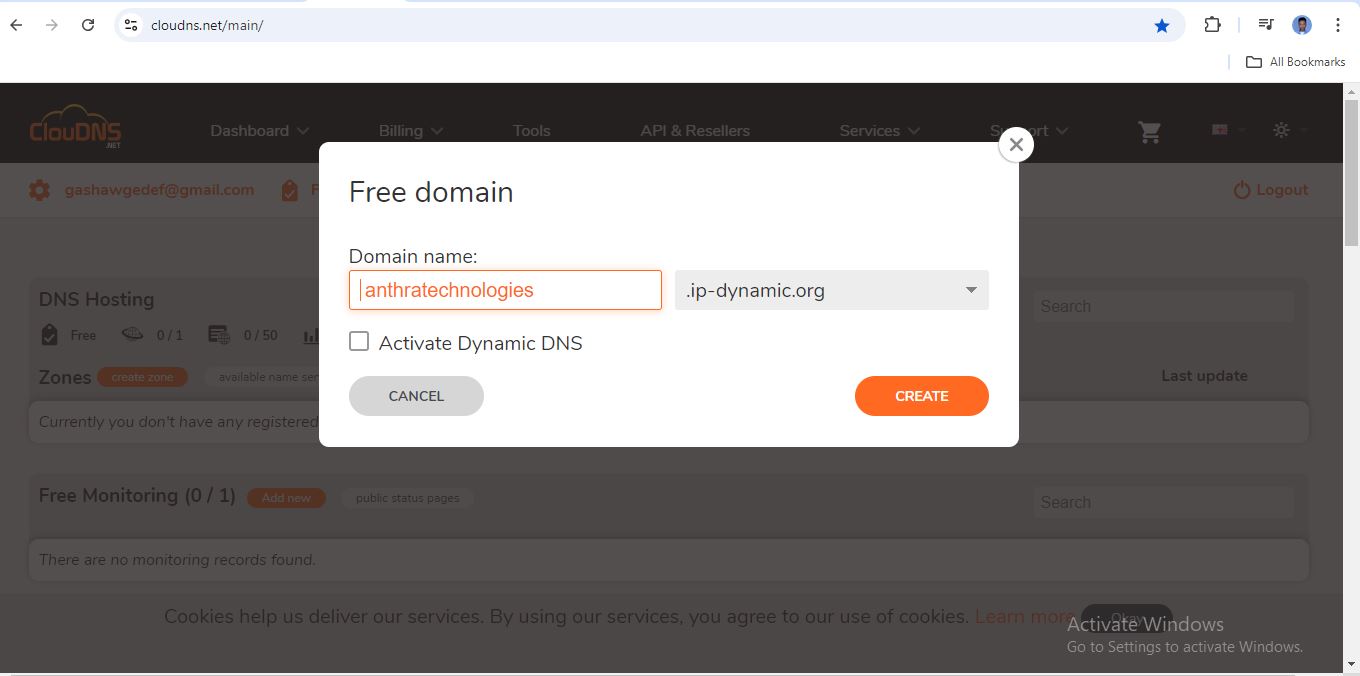 cloudns.net/main/
All Bookmarks
ClouDNS
.NET
Dashboard Billing Tools API & Resellers Services
gashawgedef@gmail.com
Logout
Free domain
Domain name:
anthratechnologies .ip-dynamic.org
Activate Dynamic DNS
CANCEL CREATE
DNS Hosting
Search
Free 0 / 1 0 / 50
Zones create zone available name
Last update
Currently you don't have any registered
Free Monitoring (0 / 1) Add new public status pages
Search
There are no monitoring records found.
Cookies help us deliver our services. By using our services, you agree to our use of cookies. Learn more
Activate Windows
Go to Settings to activate Windows.